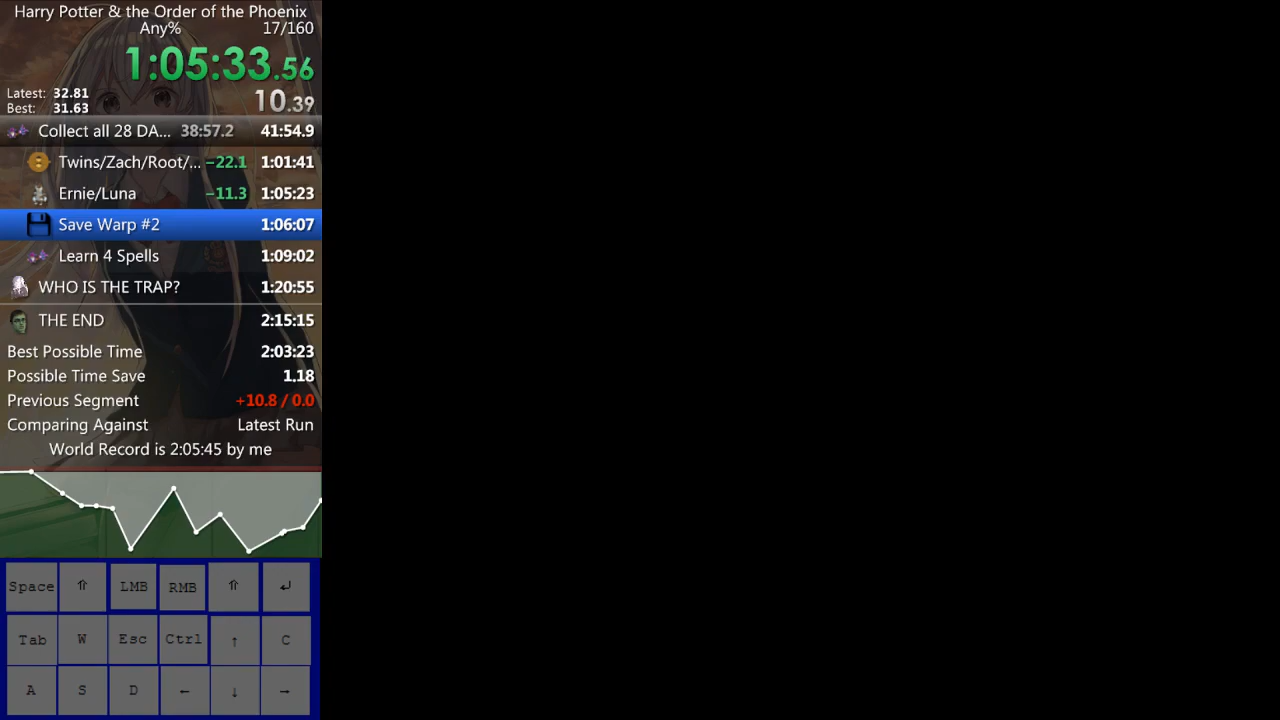 Harry Potter & the Order of the Phoenix
Any% 17/160
1:05:33.56
Latest: 32.81
Best: 31.63 10.39
Collect all 28 DA... 38:57.2 41:54.9
Twins/Zach/Root/... −22.1 1:01:41
Ernie/Luna −11.3 1:05:23
Save Warp #2 1:06:07
Learn 4 Spells 1:09:02
WHO IS THE TRAP? 1:20:55
THE END 2:15:15
Best Possible Time 2:03:23
Possible Time Save 1.18
Previous Segment +10.8 / 0.0
Comparing Against Latest Run
World Record is 2:05:45 by me
Space ⇑ LMB RMB ⇑ ↲
Tab W Esc Ctrl ↑ C
A S D ← ↓ →